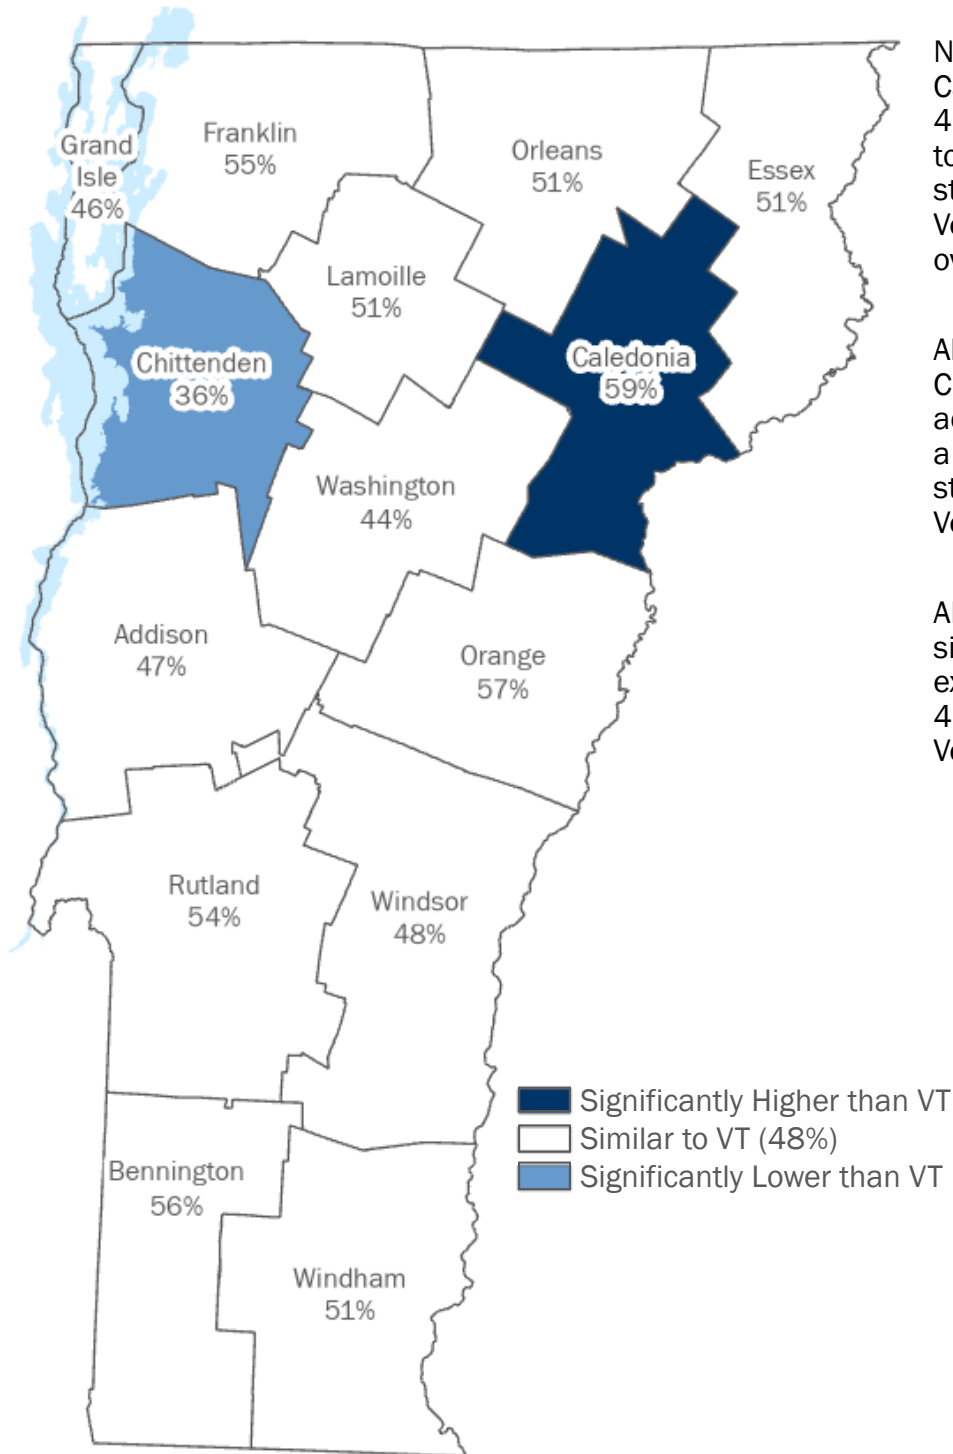 Grand
Isle
46%
Franklin
55%
Orleans
51%
Essex
51%
Lamoille
51%
Chittenden
36%
Caledonia
59%
Washington
44%
Addison
47%
Orange
57%
Rutland
54%
Windsor
48%
Bennington
56%
Windham
51%
Significantly Higher than VT
Similar to VT (48%)
Significantly Lower than VT